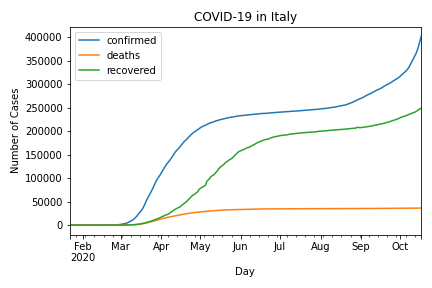 COVID-19 in Italy
400000
350000
300000
250000
200000
150000
100000
50000
0
Number of Cases
confirmed
deaths
recovered
Feb Mar Apr May Jun Jul Aug Sep Oct
2020
Day